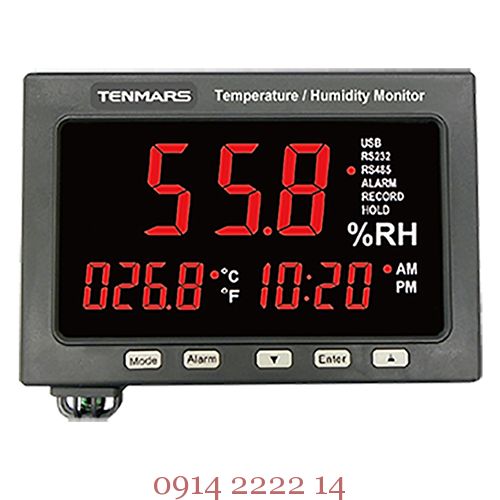 TENMARS Temperature / Humidity Monitor
55.8
USB
RS232
RS485
ALARM
RECORD
HOLD
%RH
026.8 °C
°F
10:20 AM
PM
Mode Alarm ▼ Enter ▲
0914 2222 14